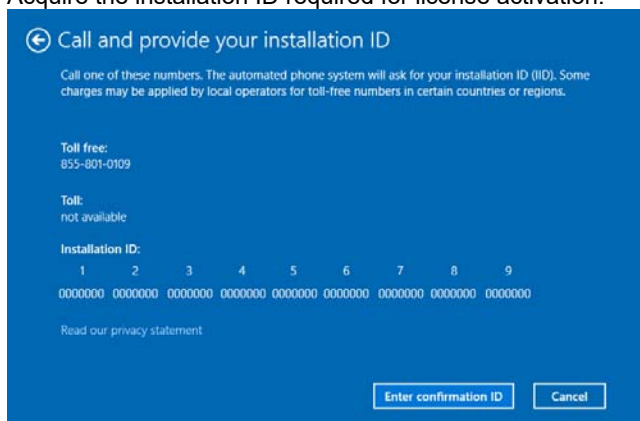 Acquire the installation ID required for license activation.
Call and provide your installation ID
Call one of these numbers. The automated phone system will ask for your installation ID (IID). Some
charges may be applied by local operators for toll-free numbers in certain countries or regions.
Toll free:
855-801-0109
Toll:
not available
Installation ID:
1 2 3 4 5 6 7 8 9
0000000 0000000 0000000 0000000 0000000 0000000 0000000 0000000 0000000
Read our privacy statement
Enter confirmation ID Cancel